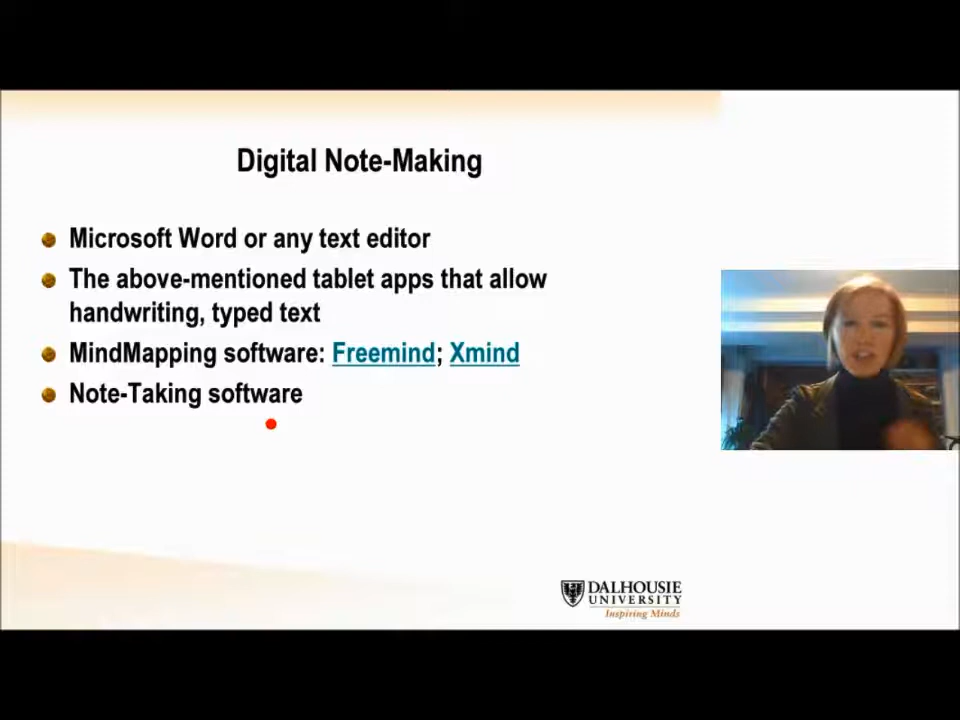 Digital Note-Making
Microsoft Word or any text editor
The above-mentioned tablet apps that allow
handwriting, typed text
MindMapping software: Freemind; Xmind
Note-Taking software
DALHOUSIE
UNIVERSITY
Inspiring Minds